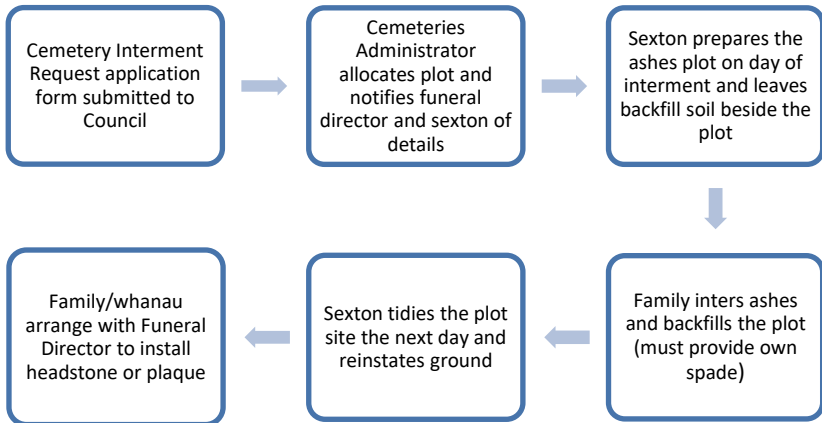 Cemetery Interment
Request application
form submitted to
Council
Cemeteries
Administrator
allocates plot and
notifies funeral
director and sexton of
details
Sexton prepares the
ashes plot on day of
interment and leaves
backfill soil beside the
plot
Family inters ashes
and backfills the plot
(must provide own
spade)
Sexton tidies the plot
site the next day and
reinstates ground
Family/whanau
arrange with Funeral
Director to install
headstone or plaque